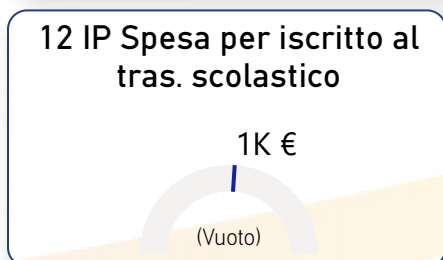 12 IP Spesa per iscritto al
tras. scolastico
1K €
(Vuoto)